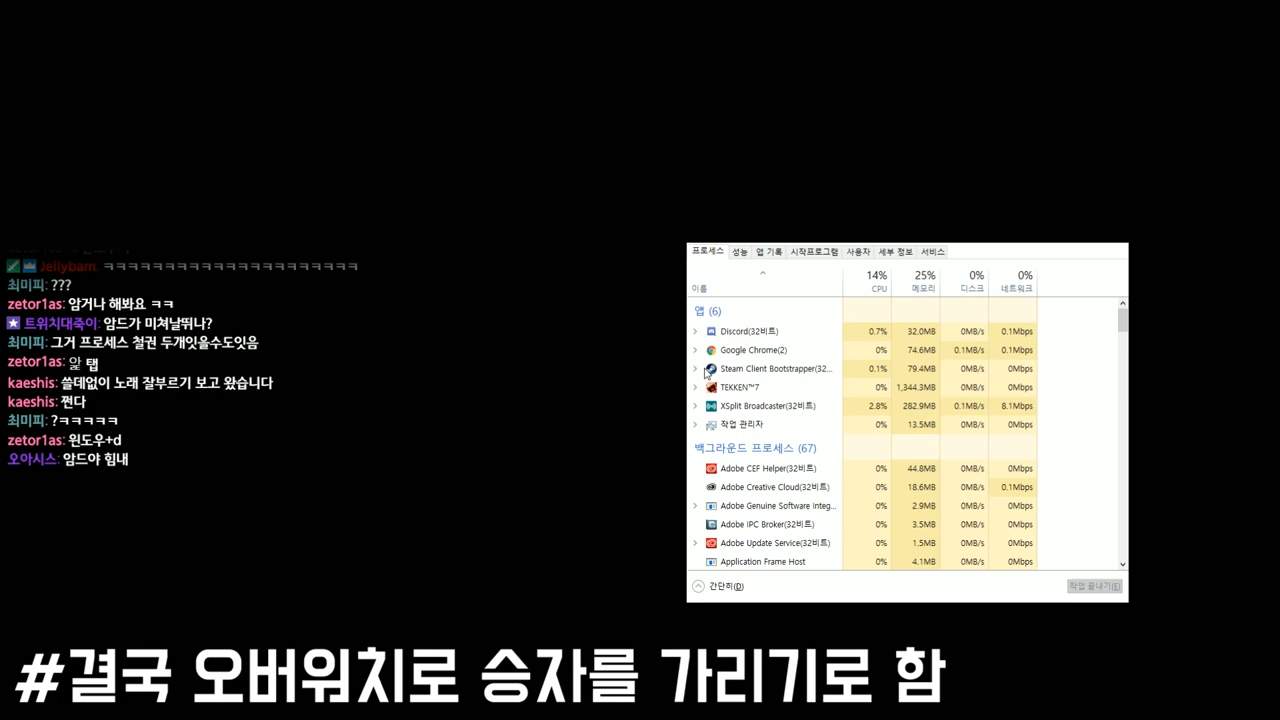 Jellybam: ㅋㅋㅋㅋㅋㅋㅋㅋㅋㅋㅋㅋㅋㅋㅋㅋㅋㅋㅋㅋㅋ
최미피: ???
zetor1as: 암거나 해봐요 ㅋㅋ
트위치대죽이: 암드가 미쳐날뛰나?
최미피: 그거 프로세스 철권 두개잇을수도잇음
zetor1as: 앑 탭
kaeshis: 쓸데없이 노래 잘부르기 보고 왔습니다
kaeshis: 쩐다
최미피: ?ㅋㅋㅋㅋㅋ
zetor1as: 윈도우+d
오아시스: 암드야 힘내
프로세스 성능 앱 기록 시작프로그램 사용자 세부 정보 서비스
14% 25% 0% 0%
이름 CPU 메모리 디스크 네트워크
앱 (6)
Discord(32비트) 0.7% 32.0MB 0MB/s 0.1Mbps
Google Chrome(2) 0% 74.6MB 0.1MB/s 0.1Mbps
Steam Client Bootstrapper(32... 0.1% 79.4MB 0MB/s 0Mbps
TEKKEN™7 0% 1,344.3MB 0MB/s 0Mbps
XSplit Broadcaster(32비트) 2.8% 282.9MB 0.1MB/s 8.1Mbps
작업 관리자 0% 13.5MB 0MB/s 0Mbps
백그라운드 프로세스 (67)
Adobe CEF Helper(32비트) 0% 44.8MB 0MB/s 0Mbps
Adobe Creative Cloud(32비트) 0% 18.6MB 0MB/s 0.1Mbps
Adobe Genuine Software Integ... 0% 2.9MB 0MB/s 0Mbps
Adobe IPC Broker(32비트) 0% 3.5MB 0MB/s 0Mbps
Adobe Update Service(32비트) 0% 1.5MB 0MB/s 0Mbps
Application Frame Host 0% 4.1MB 0MB/s 0Mbps
간단히(D) 작업 끝내기(E)
#결국 오버워치로 승자를 가리기로 함